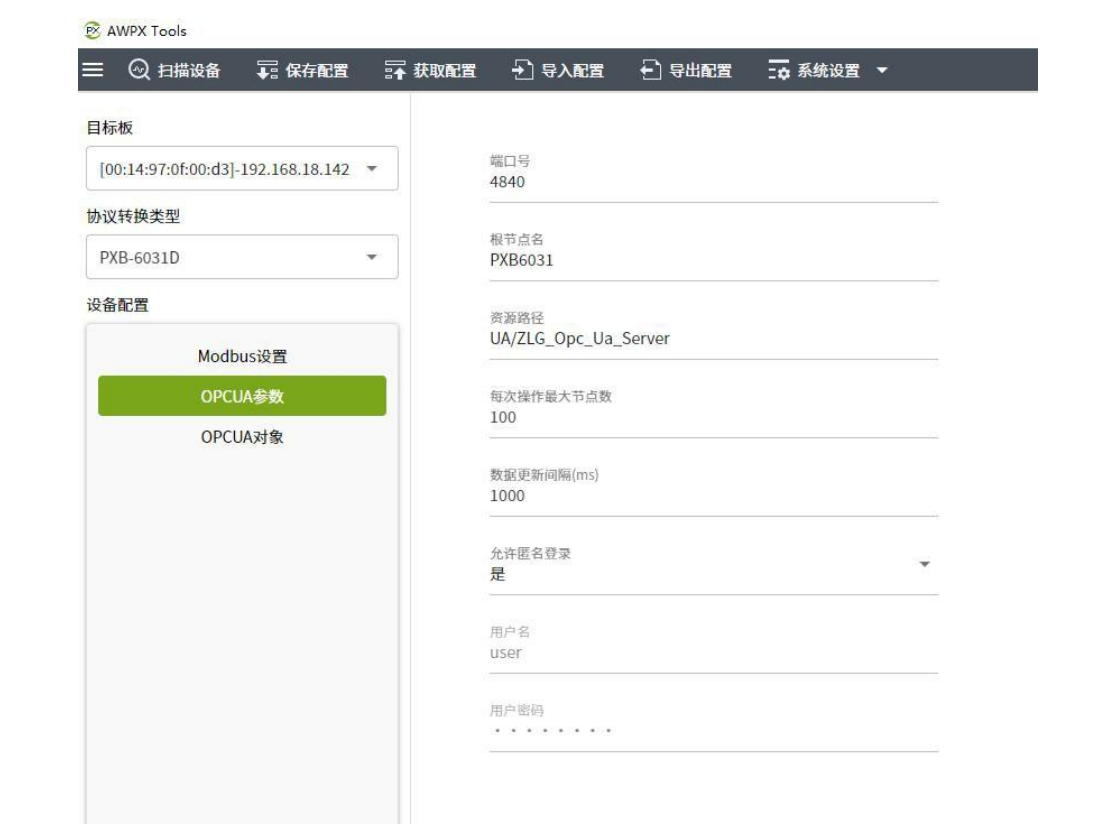 AWPX Tools
扫描设备 保存配置 获取配置 导入配置 导出配置 系统设置
目标板
[00:14:97:0f:00:d3]-192.168.18.142
协议转换类型
PXB-6031D
设备配置
Modbus设置
OPCUA参数
OPCUA对象
端口号
4840
根节点名
PXB6031
资源路径
UA/ZLG_Opc_Ua_Server
每次操作最大节点数
100
数据更新间隔(ms)
1000
允许匿名登录
是
用户名
user
用户密码